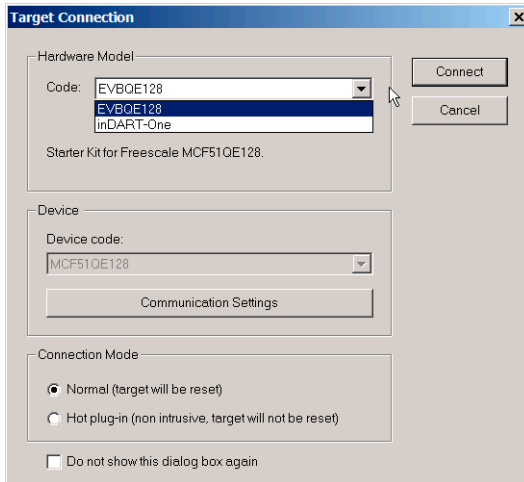 Target Connection
Hardware Model
Code: EVBQE128
EVBQE128
inDART-One
Starter Kit for Freescale MCF51QE128.
Connect
Cancel
Device
Device code:
MCF51QE128
Communication Settings
Connection Mode
Normal (target will be reset)
Hot plug-in (non intrusive, target will not be reset)
Do not show this dialog box again